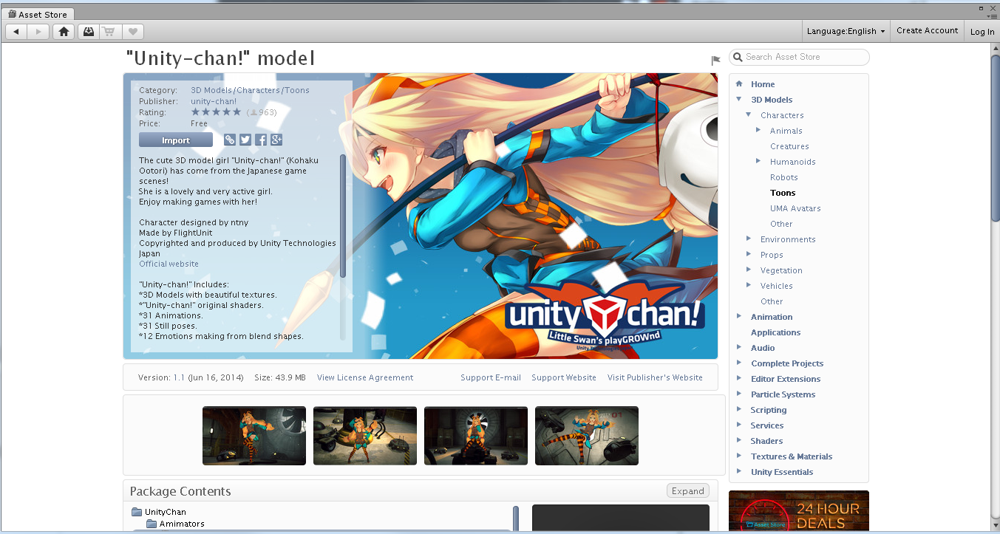 Asset Store
Language:English
Create Account
Log In
"Unity-chan!" model
Search Asset Store
Category: 3D Models/Characters/Toons
Publisher: unity-chan!
Rating: ★★★★★ (963)
Price: Free
Import
The cute 3D model girl "Unity-chan!" (Kohaku
Ootori) has come from the Japanese game
scenes!
She is a lovely and very active girl.
Enjoy making games with her!
Character designed by ntny
Made by FlightUnit
Copyrighted and produced by Unity Technologies
Japan
Official website
"Unity-chan!" Includes:
*3D Models with beautiful textures.
*"Unity-chan!" original shaders.
*31 Animations.
*31 Still poses.
*12 Emotions making from blend shapes.
unity chan!
Little Swan's playGROWnd
Version: 1.1 (Jun 16, 2014) Size: 43.9 MB View License Agreement Support E-mail Support Website Visit Publisher's Website
01
Package Contents
Expand
UnityChan
Amimators
Home
3D Models
Characters
Animals
Creatures
Humanoids
Robots
Toons
UMA Avatars
Other
Environments
Props
Vegetation
Vehicles
Other
Animation
Applications
Audio
Complete Projects
Editor Extensions
Particle Systems
Scripting
Services
Shaders
Textures & Materials
Unity Essentials
24 HOUR
DEALS
Asset Store